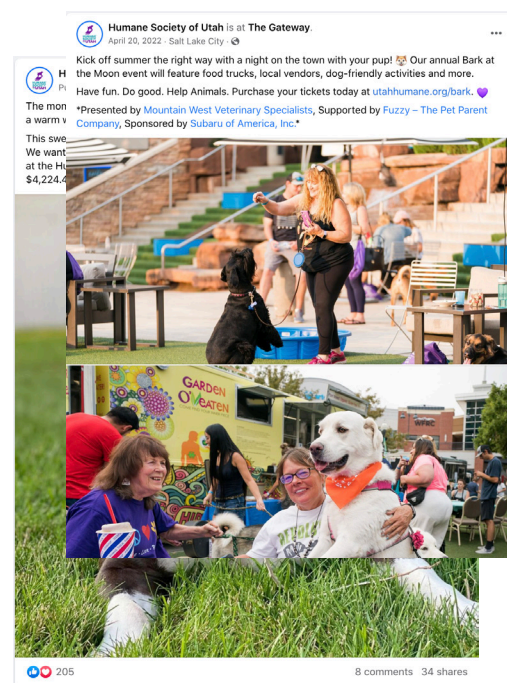 Humane Society of Utah is at The Gateway.
April 20, 2022 · Salt Lake City ·
Kick off summer the right way with a night on the town with your pup! 🐶 Our annual Bark at
the Moon event will feature food trucks, local vendors, dog-friendly activities and more.
Have fun. Do good. Help Animals. Purchase your tickets today at utahhumane.org/bark. 💜
*Presented by Mountain West Veterinary Specialists, Supported by Fuzzy – The Pet Parent
Company, Sponsored by Subaru of America, Inc.*
The mon
a warm
This swe
We want
at the Hu
$4,224.4
GARDEN
O'VEATEN
205
8 comments 34 shares